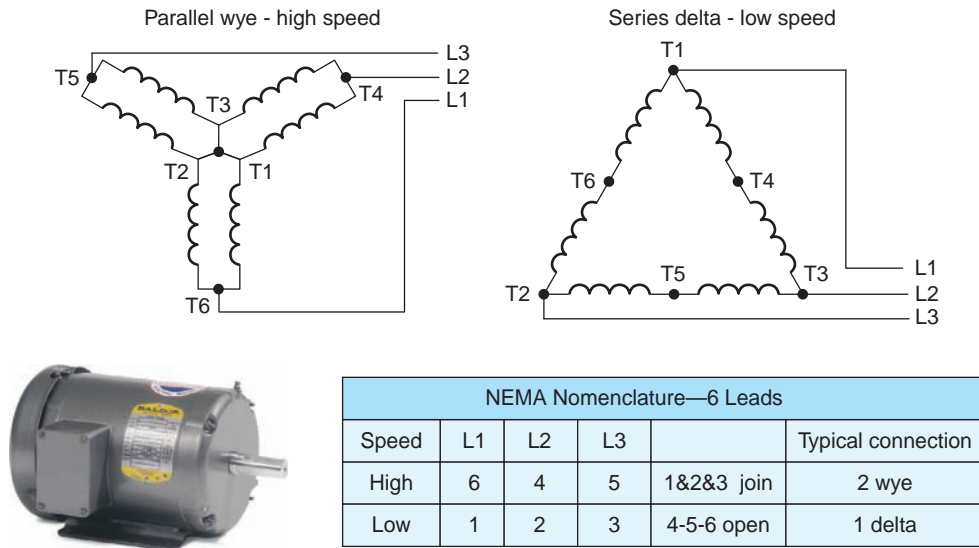 Parallel wye - high speed
L3
L2
L1
T5
T4
T3
T2
T1
T6
Series delta - low speed
T1
T6
T4
T2
T5
T3
L1
L2
L3
BALDOR
NEMA Nomenclature—6 Leads
Speed L1 L2 L3 Typical connection
High 6 4 5 1&2&3 join 2 wye
Low 1 2 3 4-5-6 open 1 delta